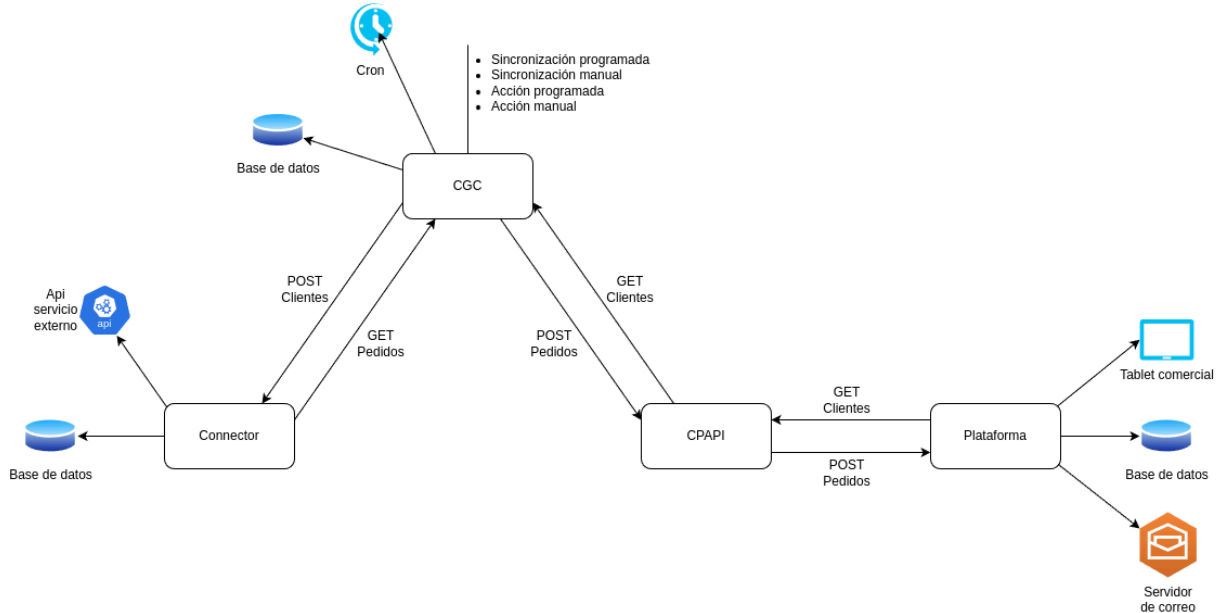 Cron
Sincronización programada
Sincronización manual
Acción programada
Acción manual
Base de datos
CGC
POST
Clientes
GET
Pedidos
GET
Clientes
POST
Pedidos
Api
servicio
externo
api
Connector
Base de datos
CPAPI
GET
Clientes
POST
Pedidos
Plataforma
Tablet comercial
Base de datos
Servidor
de correo